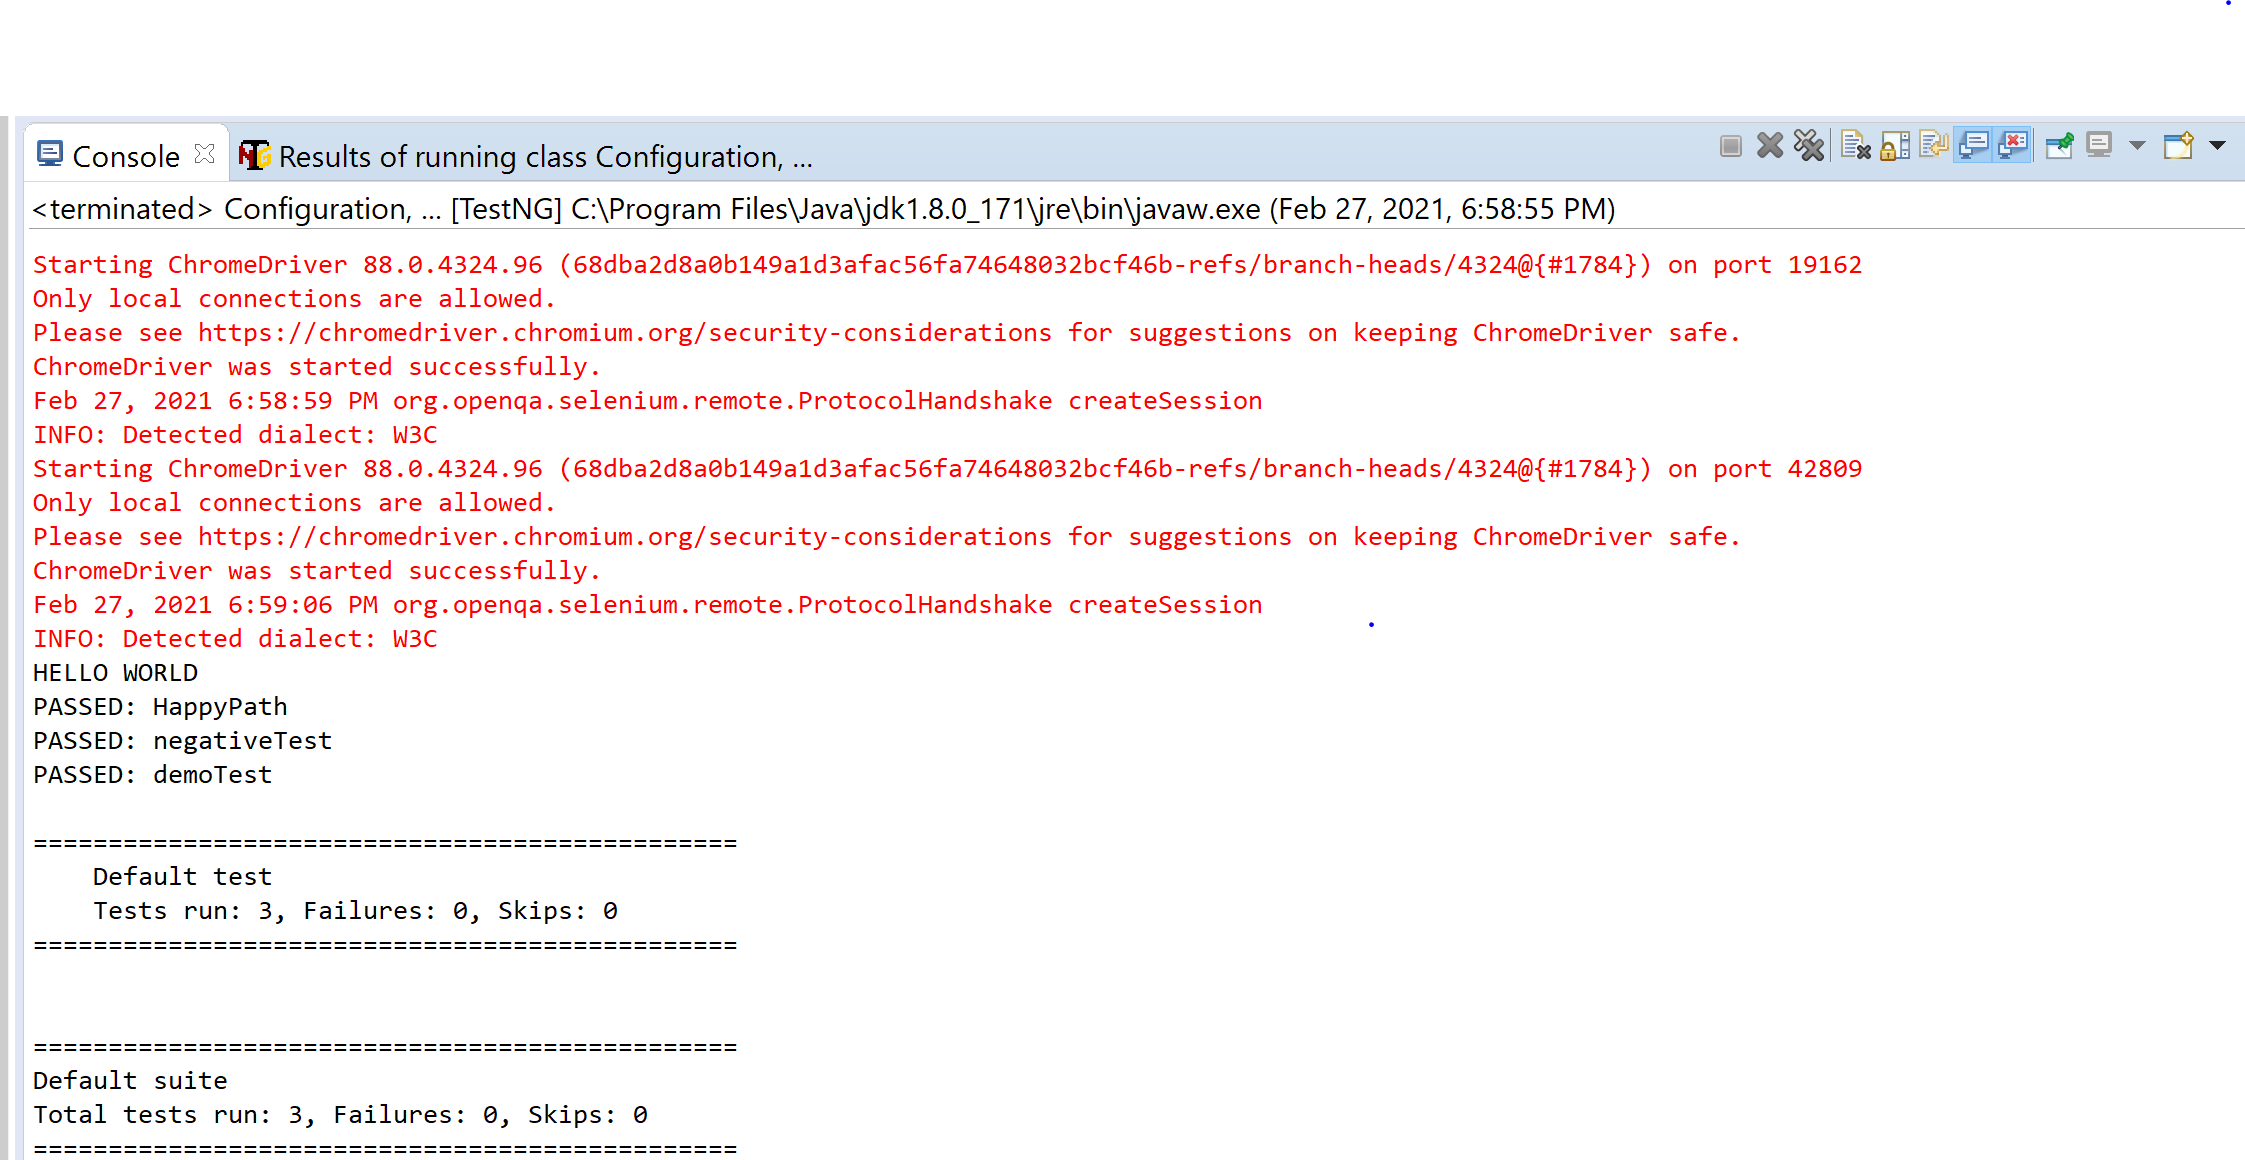 Console
Results of running class Configuration, ...
<terminated> Configuration, ... [TestNG] C:\Program Files\Java\jdk1.8.0_171\jre\bin\javaw.exe (Feb 27, 2021, 6:58:55 PM)
Starting ChromeDriver 88.0.4324.96 (68dba2d8a0b149a1d3afac56fa74648032bcf46b-refs/branch-heads/4324@{#1784}) on port 19162
Only local connections are allowed.
Please see https://chromedriver.chromium.org/security-considerations for suggestions on keeping ChromeDriver safe.
ChromeDriver was started successfully.
Feb 27, 2021 6:58:59 PM org.openqa.selenium.remote.ProtocolHandshake createSession
INFO: Detected dialect: W3C
Starting ChromeDriver 88.0.4324.96 (68dba2d8a0b149a1d3afac56fa74648032bcf46b-refs/branch-heads/4324@{#1784}) on port 42809
Only local connections are allowed.
Please see https://chromedriver.chromium.org/security-considerations for suggestions on keeping ChromeDriver safe.
ChromeDriver was started successfully.
Feb 27, 2021 6:59:06 PM org.openqa.selenium.remote.ProtocolHandshake createSession
INFO: Detected dialect: W3C
HELLO WORLD
PASSED: HappyPath
PASSED: negativeTest
PASSED: demoTest
===============================================
    Default test
    Tests run: 3, Failures: 0, Skips: 0
===============================================
===============================================
Default suite
Total tests run: 3, Failures: 0, Skips: 0
===============================================